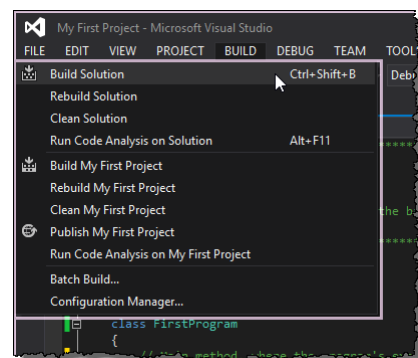 My First Project - Microsoft Visual Studio
FILE EDIT VIEW PROJECT BUILD DEBUG TEAM TOOL
Build Solution Ctrl+Shift+B Deb
Rebuild Solution
Clean Solution
Run Code Analysis on Solution Alt+F11
Build My First Project
Rebuild My First Project
Clean My First Project
the b
Publish My First Project
Run Code Analysis on My First Project
Batch Build...
Configuration Manager...
class FirstProgram
{